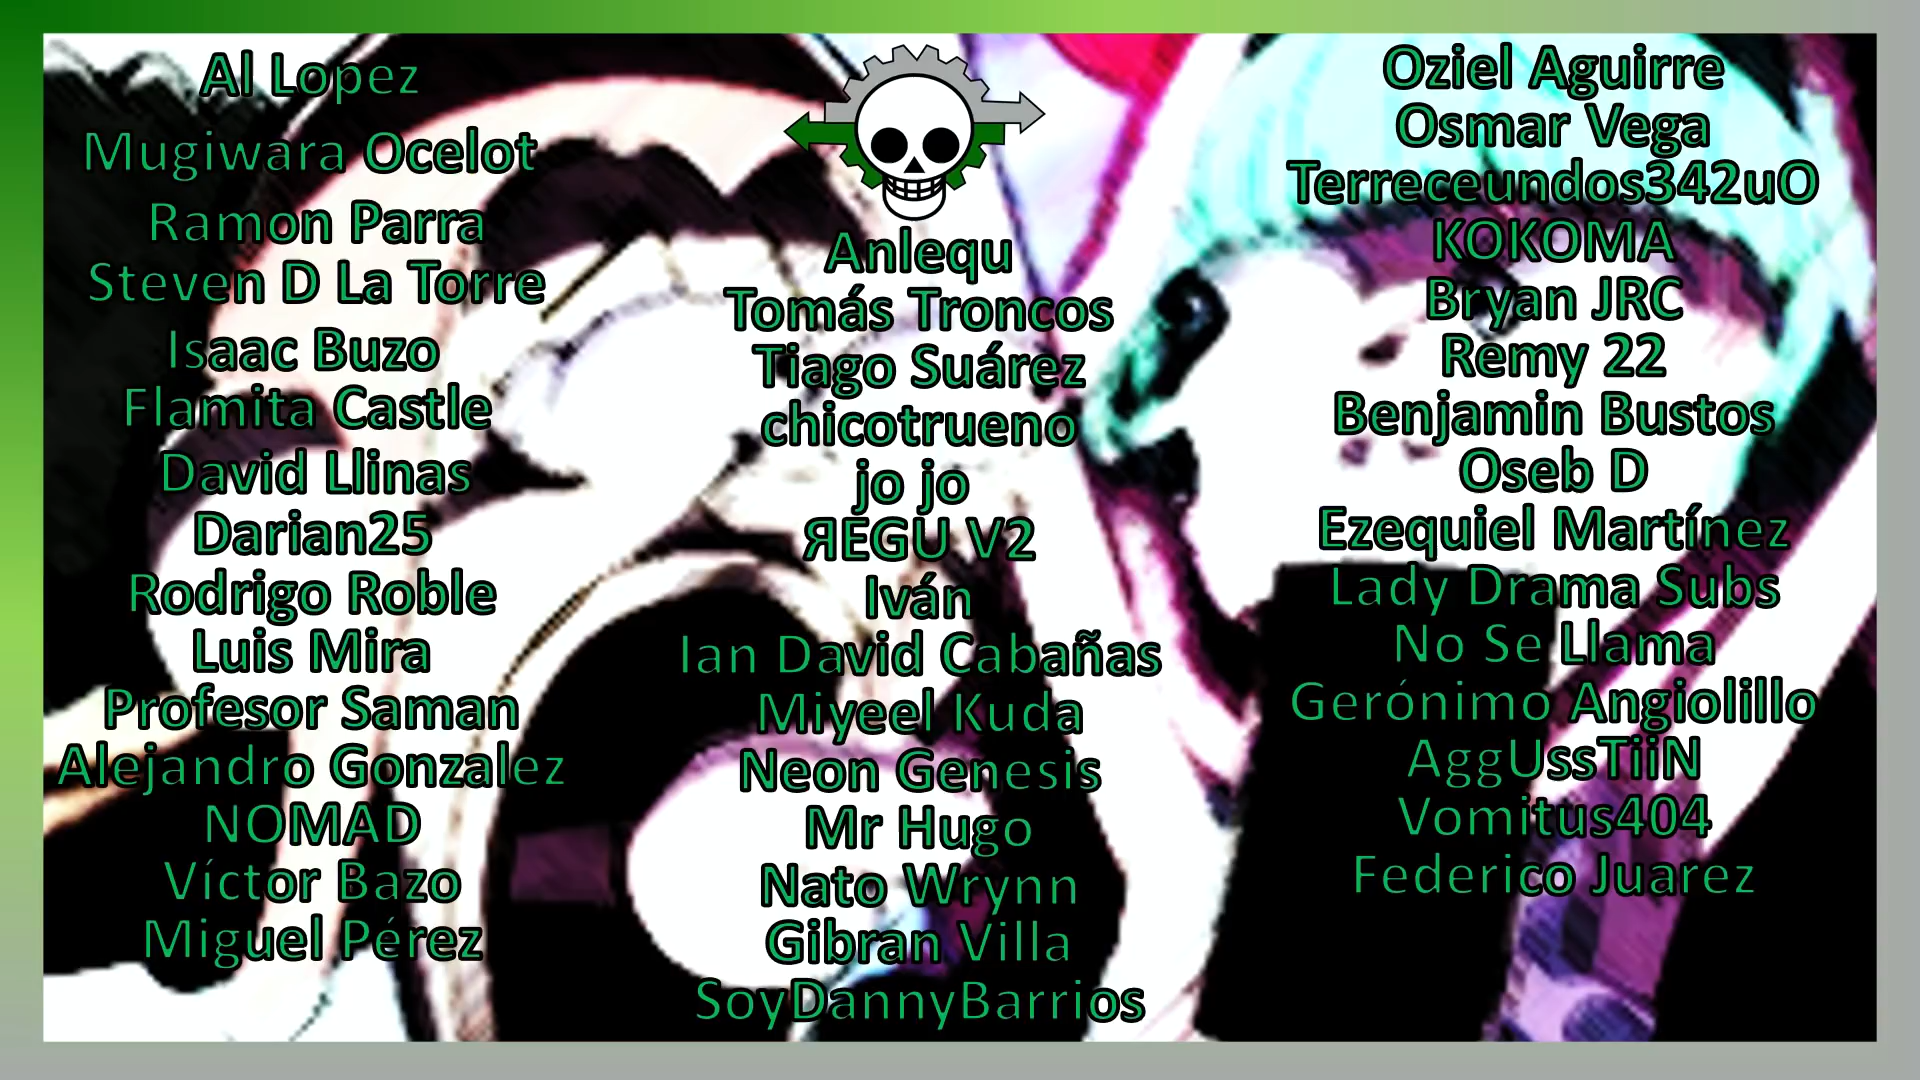 Al Lopez
Mugiwara Ocelot
Ramon Parra
Steven D La Torre
Isaac Buzo
Flamita Castle
David Llinas
Darian25
Rodrigo Roble
Luis Mira
Profesor Saman
Alejandro Gonzalez
NOMAD
Víctor Bazo
Miguel Pérez
Anlequ
Tomás Troncos
Tiago Suárez
chicotrueno
jo jo
ЯEGU V2
Iván
Ian David Cabañas
Miyeel Kuda
Neon Genesis
Mr Hugo
Nato Wrynn
Gibran Villa
SoyDannyBarrios
Oziel Aguirre
Osmar Vega
Terreceundos342uO
KOKOMA
Bryan JRC
Remy 22
Benjamin Bustos
Oseb D
Ezequiel Martínez
Lady Drama Subs
No Se Llama
Gerónimo Angiolillo
AggUssTiiN
Vomitus404
Federico Juarez